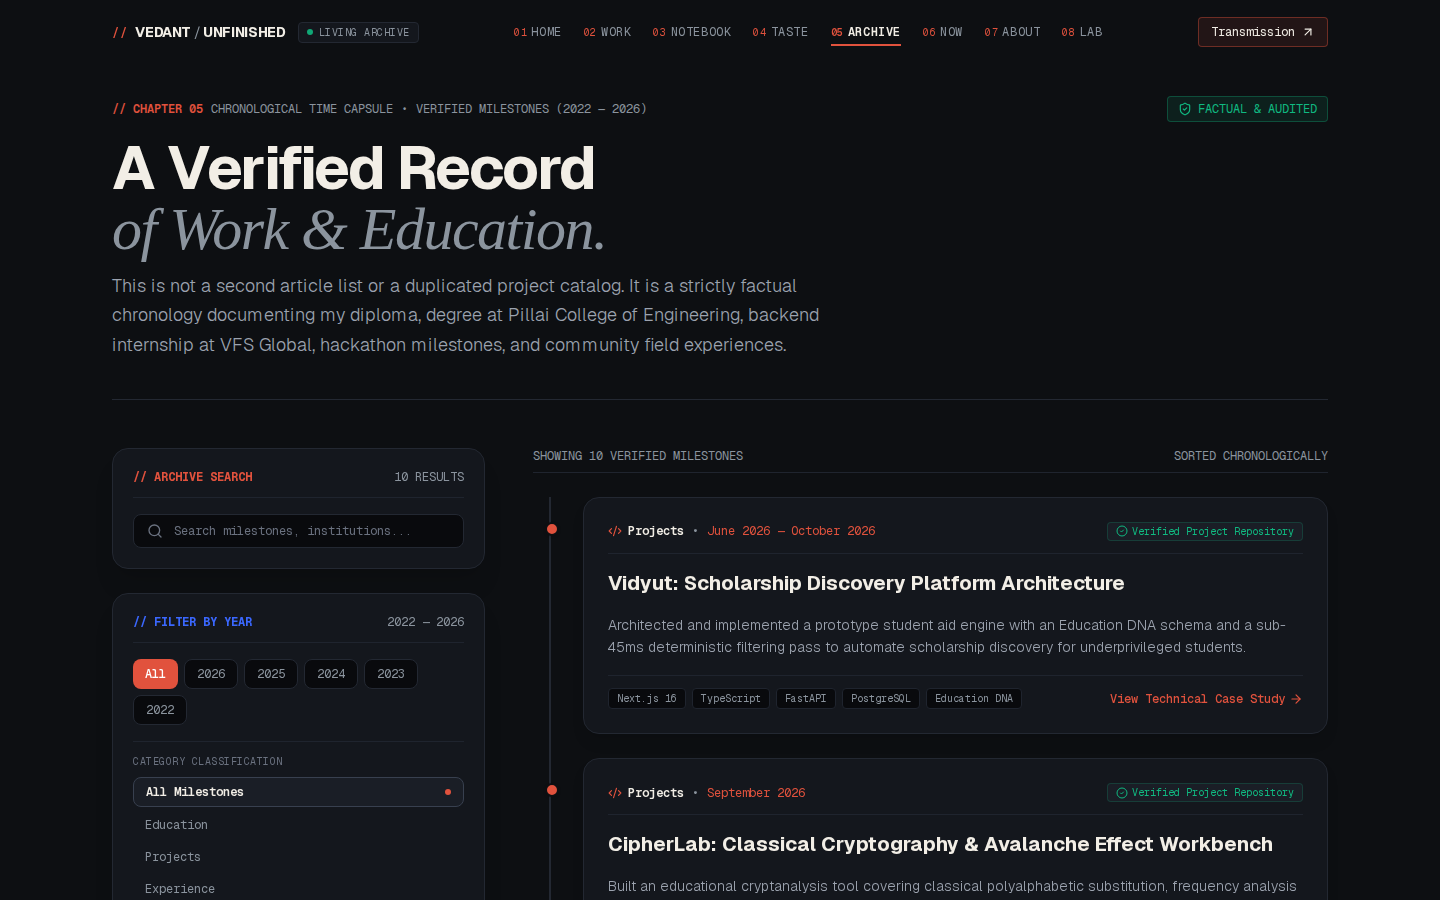 // VEDANT / UNFINISHED
LIVING ARCHIVE
01 HOME 02 WORK 03 NOTEBOOK 04 TASTE 05 ARCHIVE 06 NOW 07 ABOUT 08 LAB
Transmission
// CHAPTER 05 CHRONOLOGICAL TIME CAPSULE • VERIFIED MILESTONES (2022 — 2026)
FACTUAL & AUDITED
A Verified Record
of Work & Education.
This is not a second article list or a duplicated project catalog. It is a strictly factual
chronology documenting my diploma, degree at Pillai College of Engineering, backend
internship at VFS Global, hackathon milestones, and community field experiences.
// ARCHIVE SEARCH 10 RESULTS
Search milestones, institutions...
// FILTER BY YEAR 2022 — 2026
All 2026 2025 2024 2023
2022
CATEGORY CLASSIFICATION
All Milestones
Education
Projects
Experience
SHOWING 10 VERIFIED MILESTONES SORTED CHRONOLOGICALLY
Projects • June 2026 — October 2026 Verified Project Repository
Vidyut: Scholarship Discovery Platform Architecture
Architected and implemented a prototype student aid engine with an Education DNA schema and a sub-
45ms deterministic filtering pass to automate scholarship discovery for underprivileged students.
Next.js 16 TypeScript FastAPI PostgreSQL Education DNA View Technical Case Study →
Projects • September 2026 Verified Project Repository
CipherLab: Classical Cryptography & Avalanche Effect Workbench
Built an educational cryptanalysis tool covering classical polyalphabetic substitution, frequency analysis